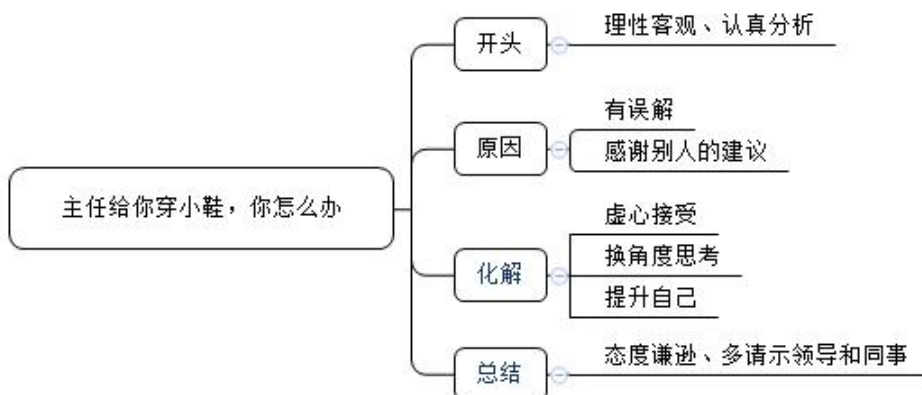 主任给你穿小鞋，你怎么办
开头
理性客观、认真分析
原因
有误解
感谢别人的建议
化解
虚心接受
换角度思考
提升自己
总结
态度谦逊、多请示领导和同事